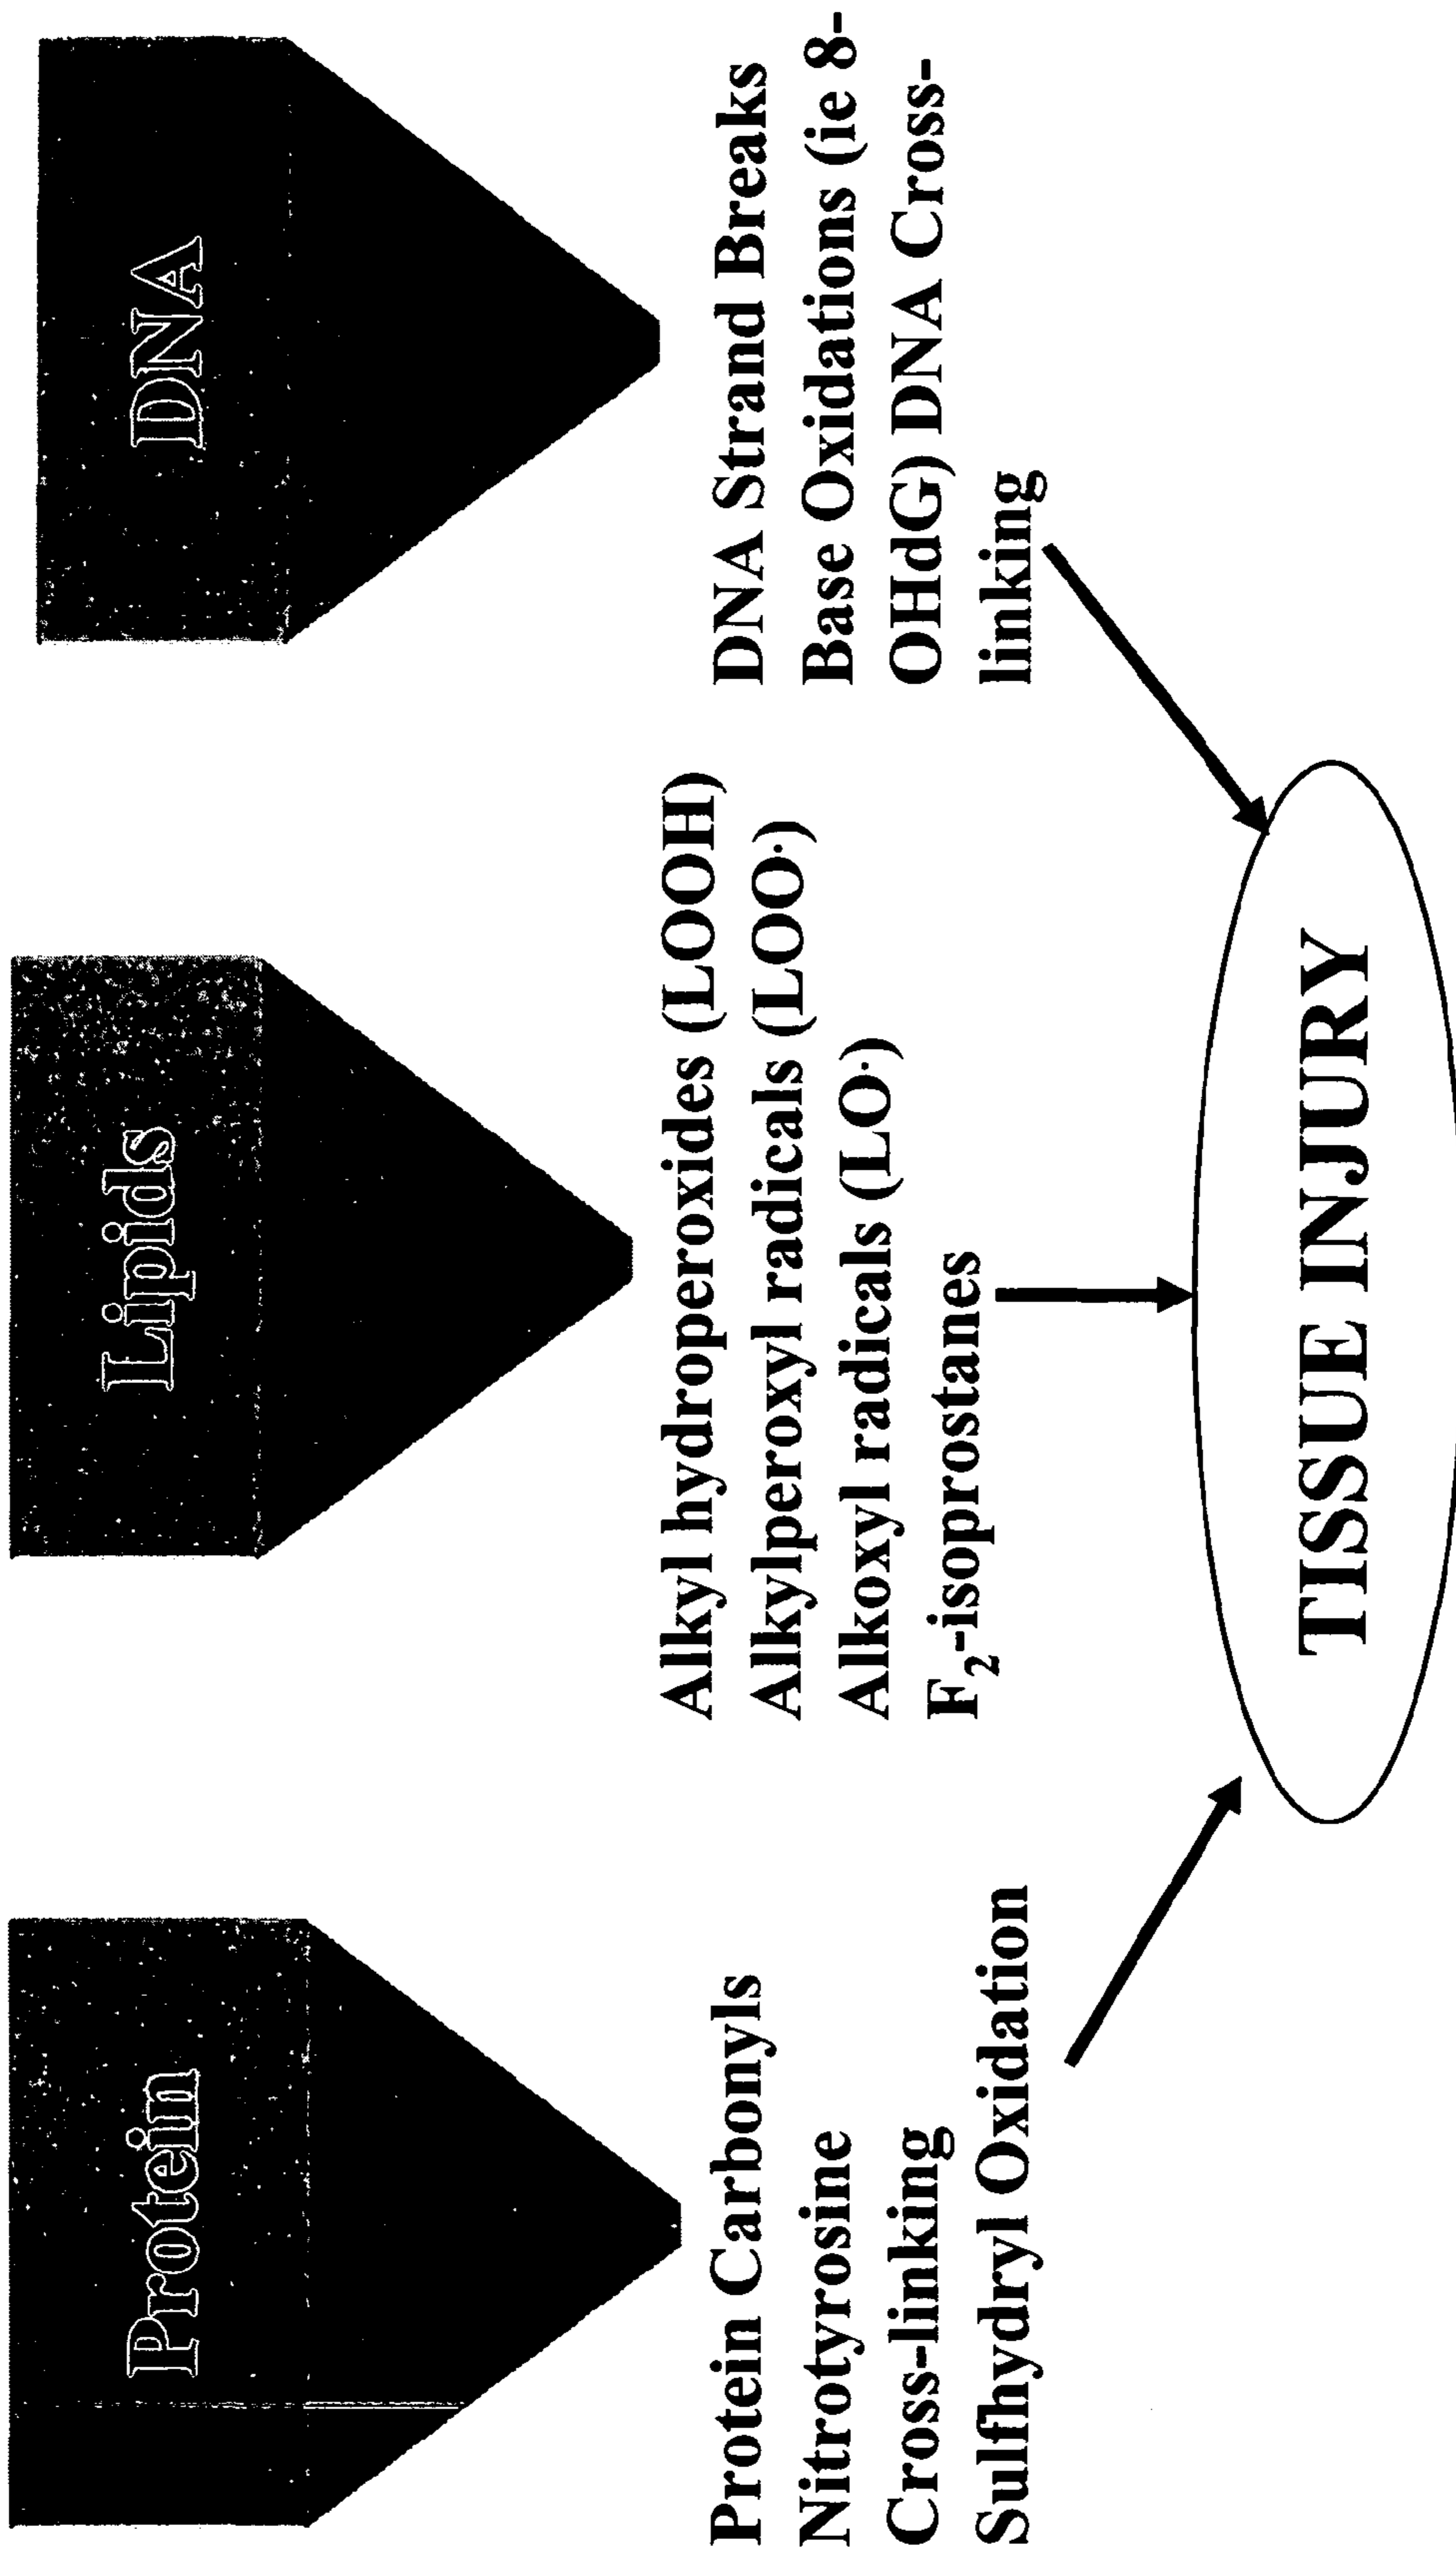 Protein
Protein Carbonyls
Nitrotyrosine
Cross-linking
Sulfhydryl Oxidation
Lipids
Alkyl hydroperoxides (LOOH)
Alkylperoxyl radicals (LOO·)
Alkoxyl radicals (LO·)
F₂-isoprostanes
DNA
DNA Strand Breaks
Base Oxidations (ie 8-
OHdG) DNA Cross-
linking
TISSUE INJURY